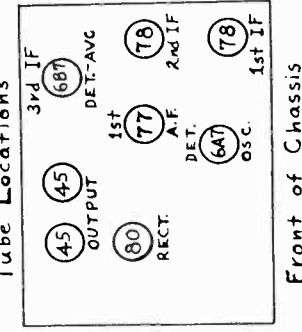 Tube Locations
3rd IF
45 45 6B7
OUTPUT DET.-AVC
1st
80 77 78
RECT. A.F. 2nd IF
DET.
6A7 78
OSC. 1st IF
Front of Chassis